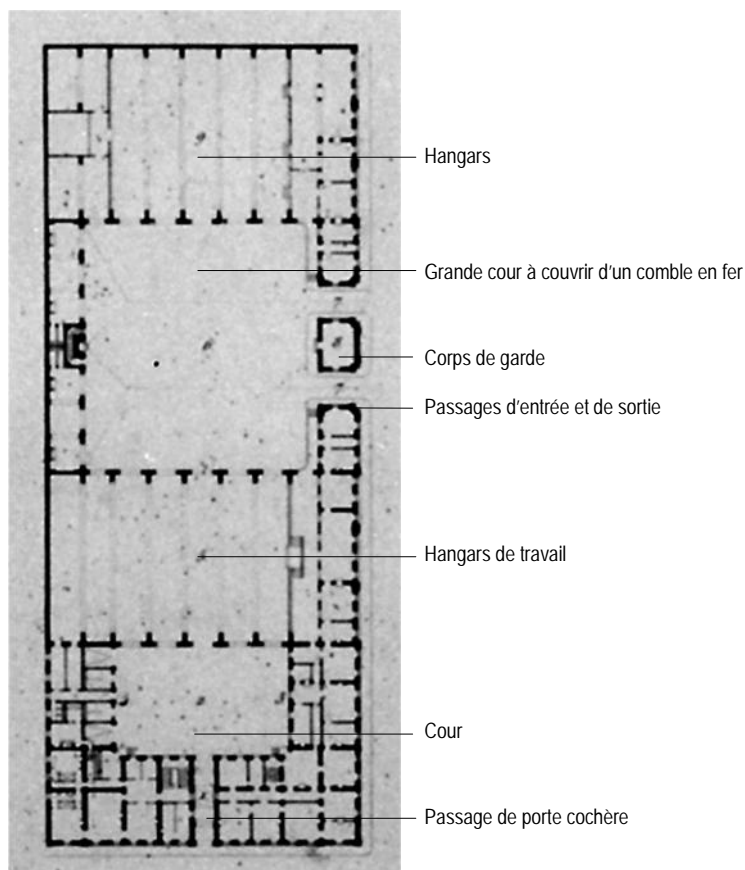 Hangars
Grande cour à couvrir d'un comble en fer
Corps de garde
Passages d'entrée et de sortie
Hangars de travail
Cour
Passage de porte cochère